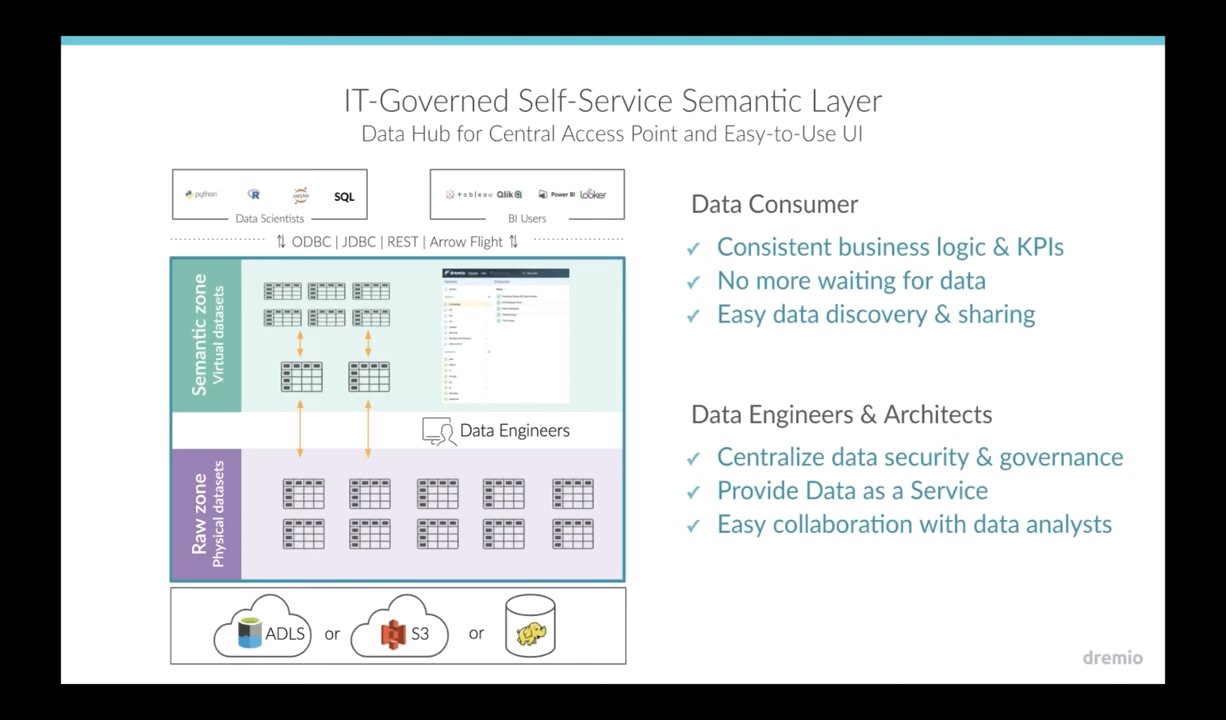 IT-Governed Self-Service Semantic Layer
Data Hub for Central Access Point and Easy-to-Use UI
python
R
jupyter
SQL
Data Scientists
tableau
Qlik
Power BI
looker
BI Users
ODBC | JDBC | REST | Arrow Flight
Semantic zone
Virtual datasets
dremio
Data Engineers
Raw zone
Physical datasets
ADLS
or
S3
or
Data Consumer
✓ Consistent business logic & KPIs
✓ No more waiting for data
✓ Easy data discovery & sharing
Data Engineers & Architects
✓ Centralize data security & governance
✓ Provide Data as a Service
✓ Easy collaboration with data analysts
dremio